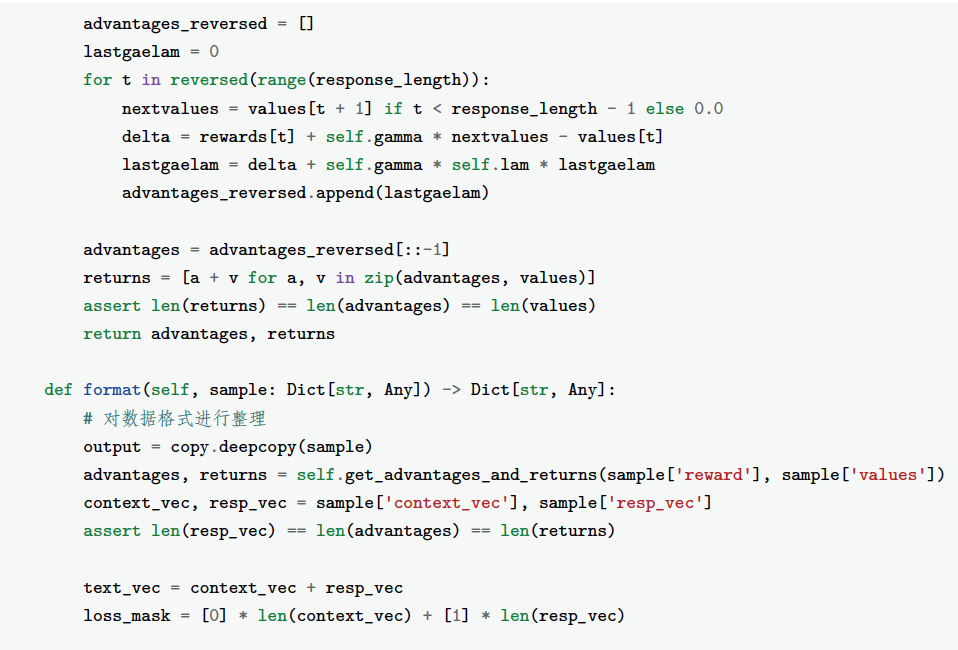 advantages_reversed = []
lastgaelam = 0
for t in reversed(range(response_length)):
    nextvalues = values[t + 1] if t < response_length - 1 else 0.0
    delta = rewards[t] + self.gamma * nextvalues - values[t]
    lastgaelam = delta + self.gamma * self.lam * lastgaelam
    advantages_reversed.append(lastgaelam)

advantages = advantages_reversed[::-1]
returns = [a + v for a, v in zip(advantages, values)]
assert len(returns) == len(advantages) == len(values)
return advantages, returns

def format(self, sample: Dict[str, Any]) -> Dict[str, Any]:
    # 对数据格式进行整理
    output = copy.deepcopy(sample)
    advantages, returns = self.get_advantages_and_returns(sample['reward'], sample['values'])
    context_vec, resp_vec = sample['context_vec'], sample['resp_vec']
    assert len(resp_vec) == len(advantages) == len(returns)

    text_vec = context_vec + resp_vec
    loss_mask = [0] * len(context_vec) + [1] * len(resp_vec)